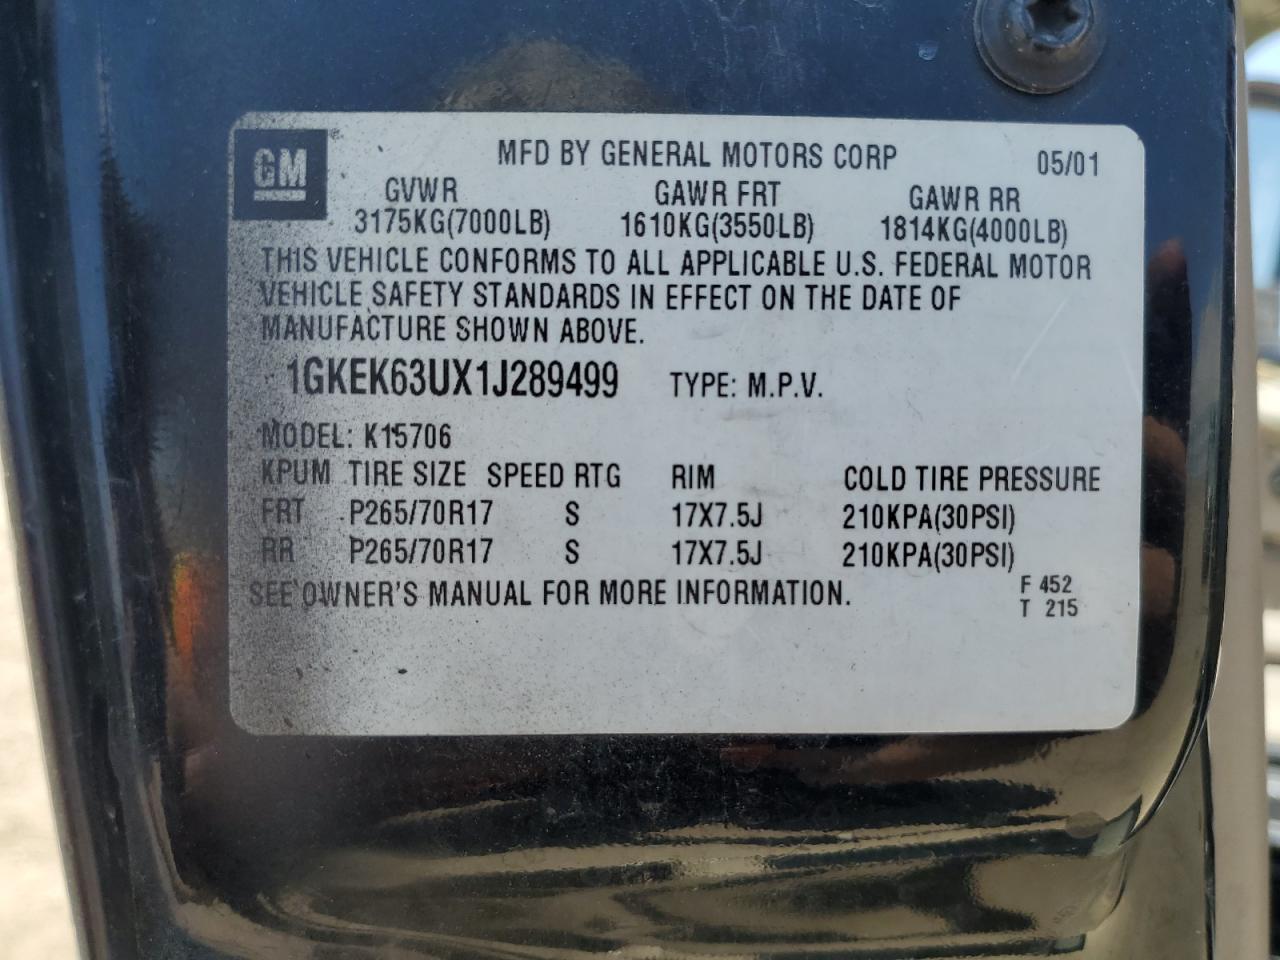 GM MFD BY GENERAL MOTORS CORP 05/01
GVWR GAWR FRT GAWR RR
3175KG(7000LB) 1610KG(3550LB) 1814KG(4000LB)
THIS VEHICLE CONFORMS TO ALL APPLICABLE U.S. FEDERAL MOTOR
VEHICLE SAFETY STANDARDS IN EFFECT ON THE DATE OF
MANUFACTURE SHOWN ABOVE.
1GKEK63UX1J289499 TYPE: M.P.V.
MODEL: K15706
KPUM TIRE SIZE SPEED RTG RIM COLD TIRE PRESSURE
FRT P265/70R17 S 17X7.5J 210KPA(30PSI)
RR P265/70R17 S 17X7.5J 210KPA(30PSI)
SEE OWNER'S MANUAL FOR MORE INFORMATION. F 452
T 215